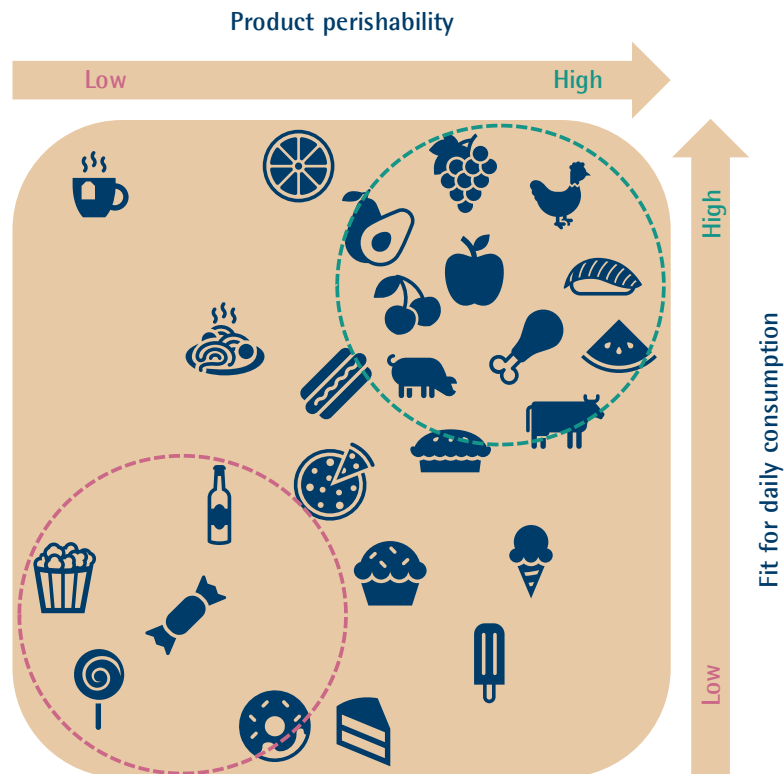 Product perishability
Low
High
High
Fit for daily consumption
Low